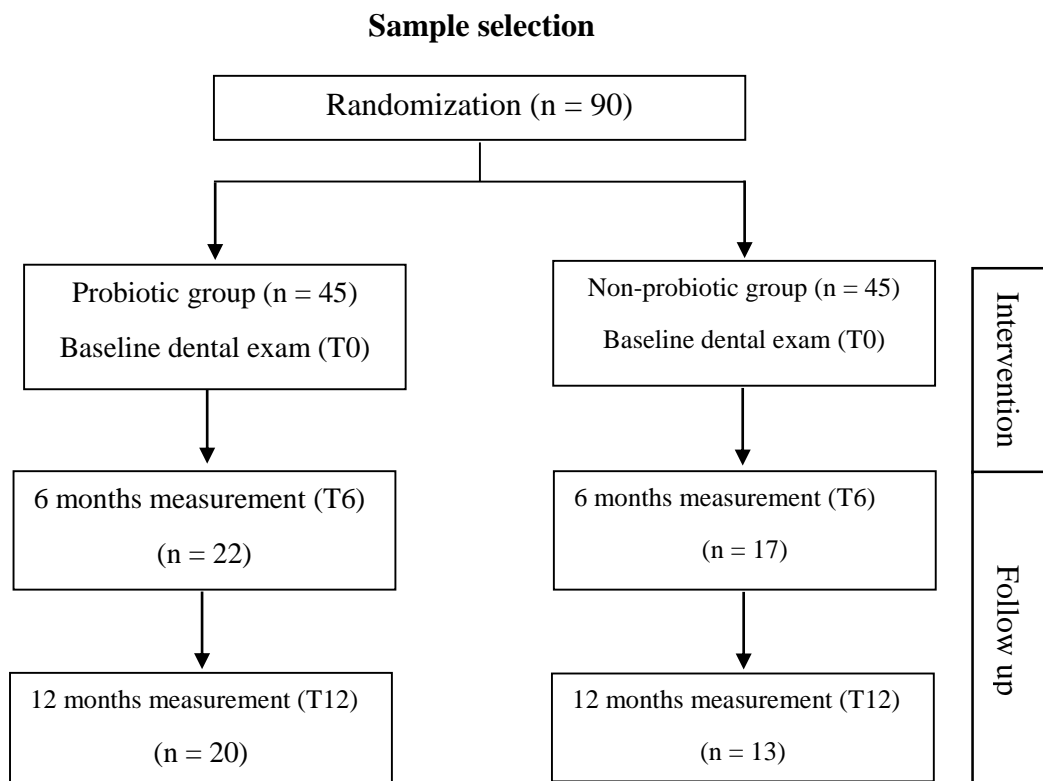 Sample selection
Randomization (n = 90)
Probiotic group (n = 45)
Baseline dental exam (T0)
Non-probiotic group (n = 45)
Baseline dental exam (T0)
Intervention
6 months measurement (T6)
(n = 22)
6 months measurement (T6)
(n = 17)
Follow up
12 months measurement (T12)
(n = 20)
12 months measurement (T12)
(n = 13)